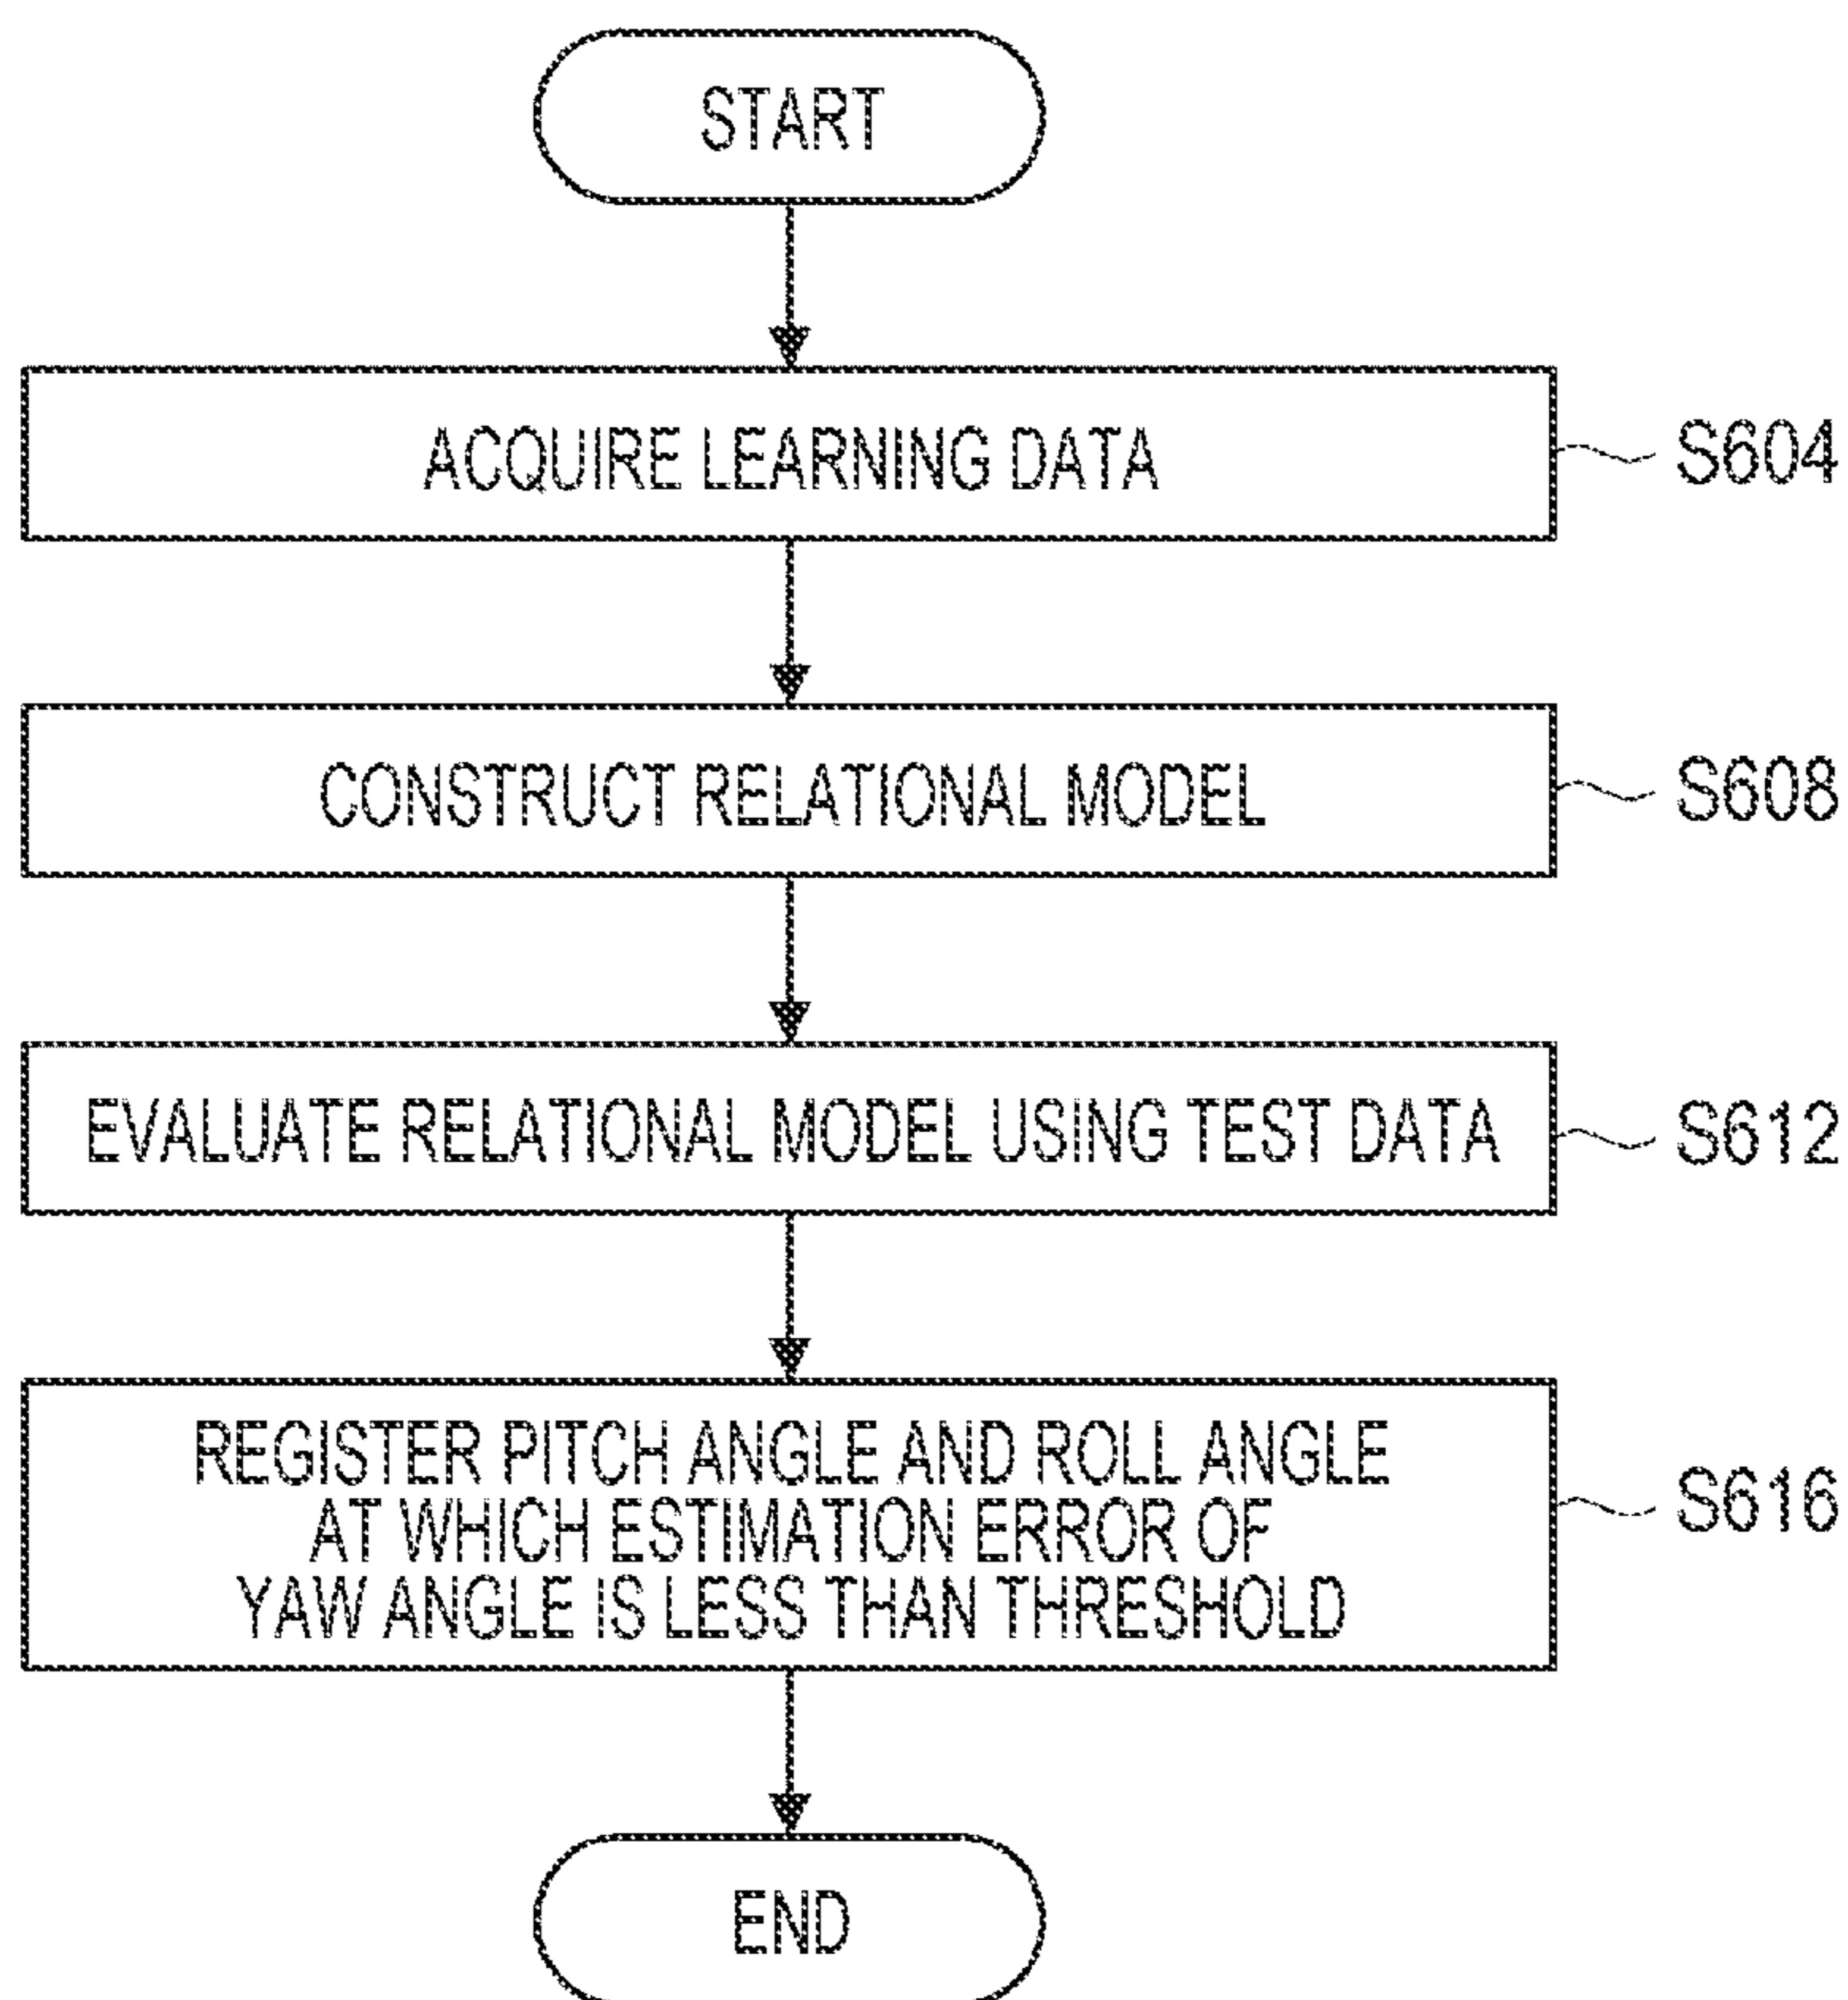 START
ACQUIRE LEARNING DATA
S604
CONSTRUCT RELATIONAL MODEL
S608
EVALUATE RELATIONAL MODEL USING TEST DATA
S612
REGISTER PITCH ANGLE AND ROLL ANGLE
AT WHICH ESTIMATION ERROR OF
YAW ANGLE IS LESS THAN THRESHOLD
S616
END